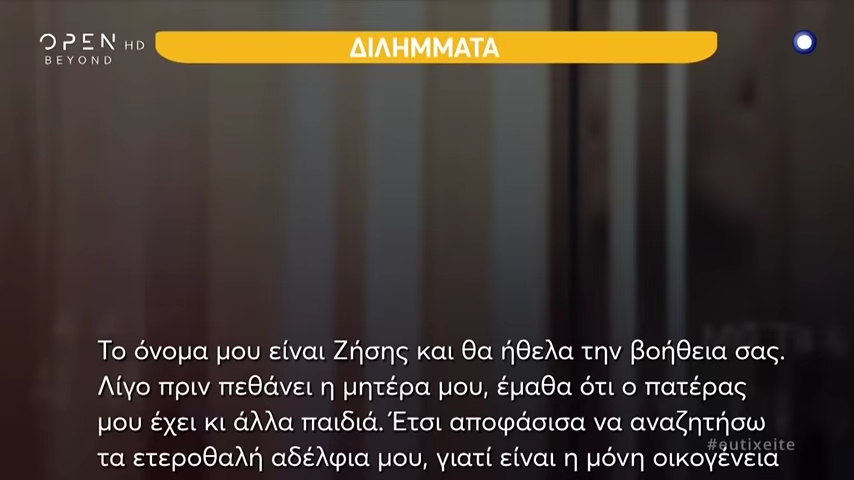 OPEN HD
BEYOND
ΔΙΛΗΜΜΑΤΑ
Το όνομα μου είναι Ζήσης και θα ήθελα την βοήθεια σας.
Λίγο πριν πεθάνει η μητέρα μου, έμαθα ότι ο πατέρας
μου έχει κι άλλα παιδιά. Έτσι αποφάσισα να αναζητήσω
#eutixeite
τα ετεροθαλή αδέλφια μου, γιατί είναι η μόνη οικογένεια